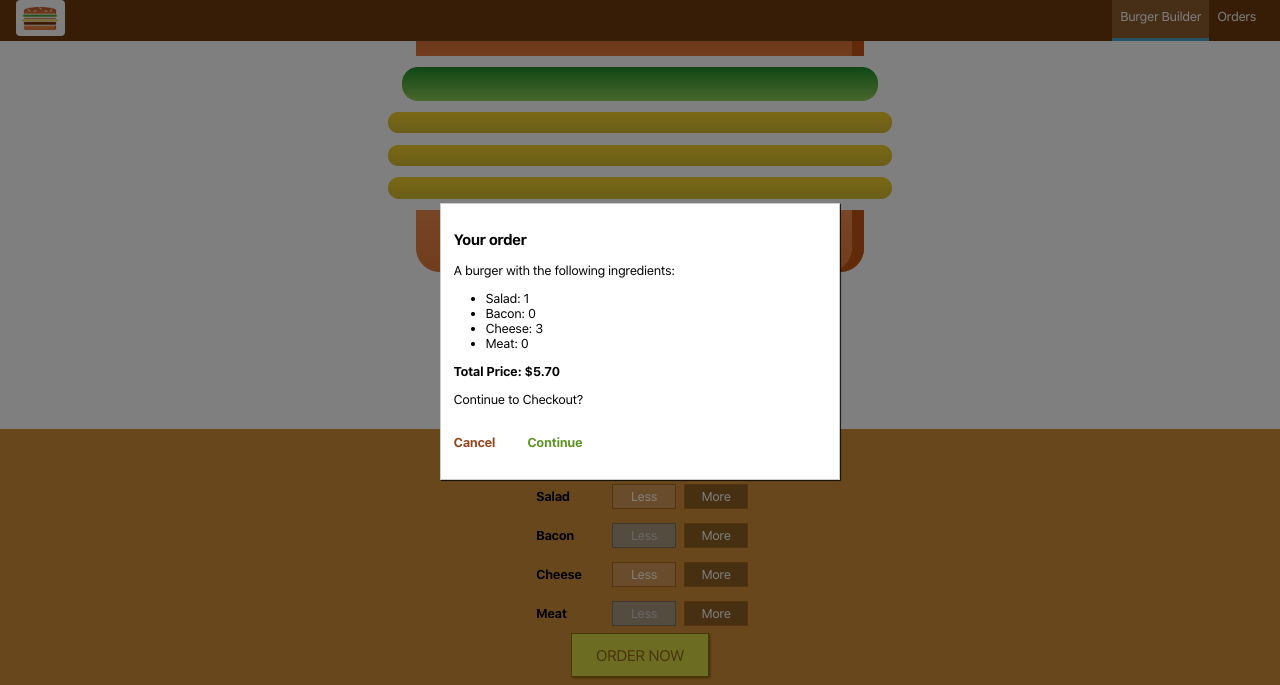 Burger Builder Orders
Your order
A burger with the following ingredients:
Salad: 1
Bacon: 0
Cheese: 3
Meat: 0
Total Price: $5.70
Continue to Checkout?
Cancel Continue
Salad Less More
Bacon Less More
Cheese Less More
Meat Less More
ORDER NOW